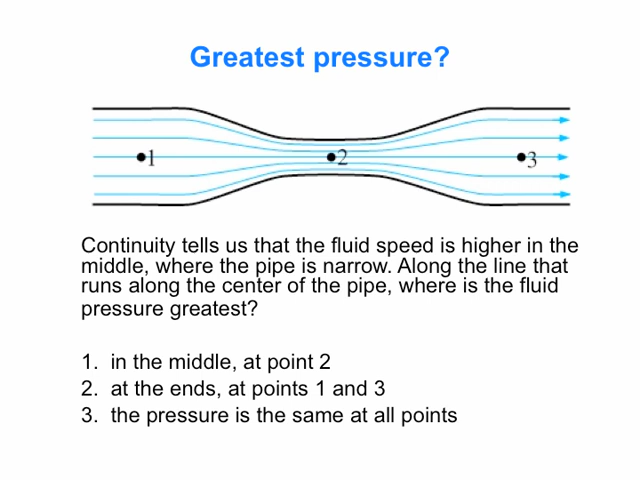 Greatest pressure?
1 2 3
Continuity tells us that the fluid speed is higher in the
middle, where the pipe is narrow. Along the line that
runs along the center of the pipe, where is the fluid
pressure greatest?
1. in the middle, at point 2
2. at the ends, at points 1 and 3
3. the pressure is the same at all points